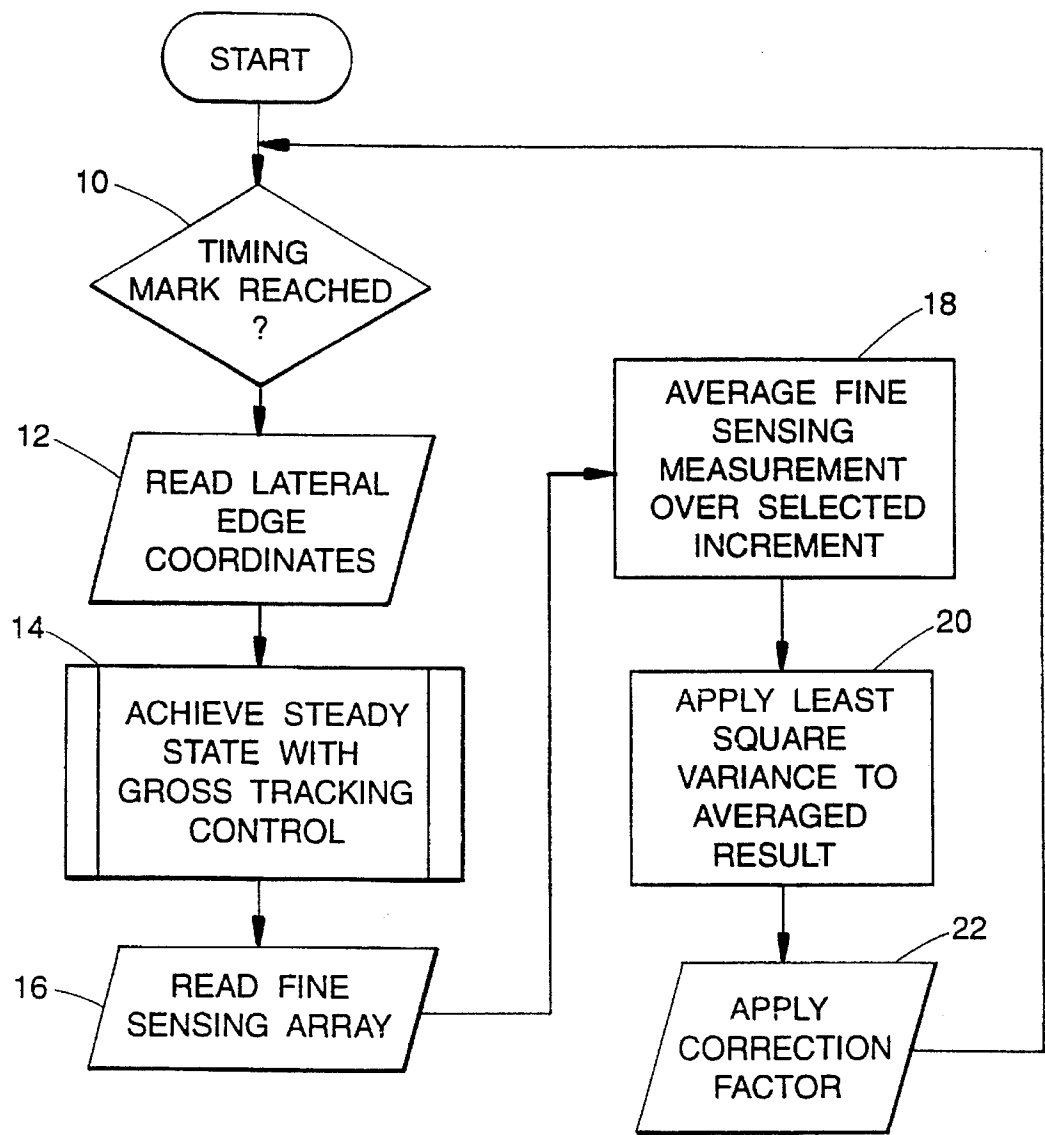 START
10
TIMING
MARK REACHED
?
12
READ LATERAL
EDGE
COORDINATES
14
ACHIEVE STEADY
STATE WITH
GROSS TRACKING
CONTROL
16
READ FINE
SENSING ARRAY
18
AVERAGE FINE
SENSING
MEASUREMENT
OVER SELECTED
INCREMENT
20
APPLY LEAST
SQUARE
VARIANCE TO
AVERAGED
RESULT
22
APPLY
CORRECTION
FACTOR